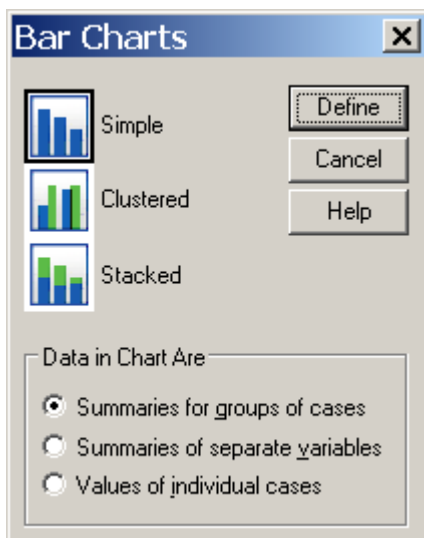 Bar Charts
Simple
Define
Cancel
Clustered
Help
Stacked
Data in Chart Are
Summaries for groups of cases
Summaries of separate variables
Values of individual cases